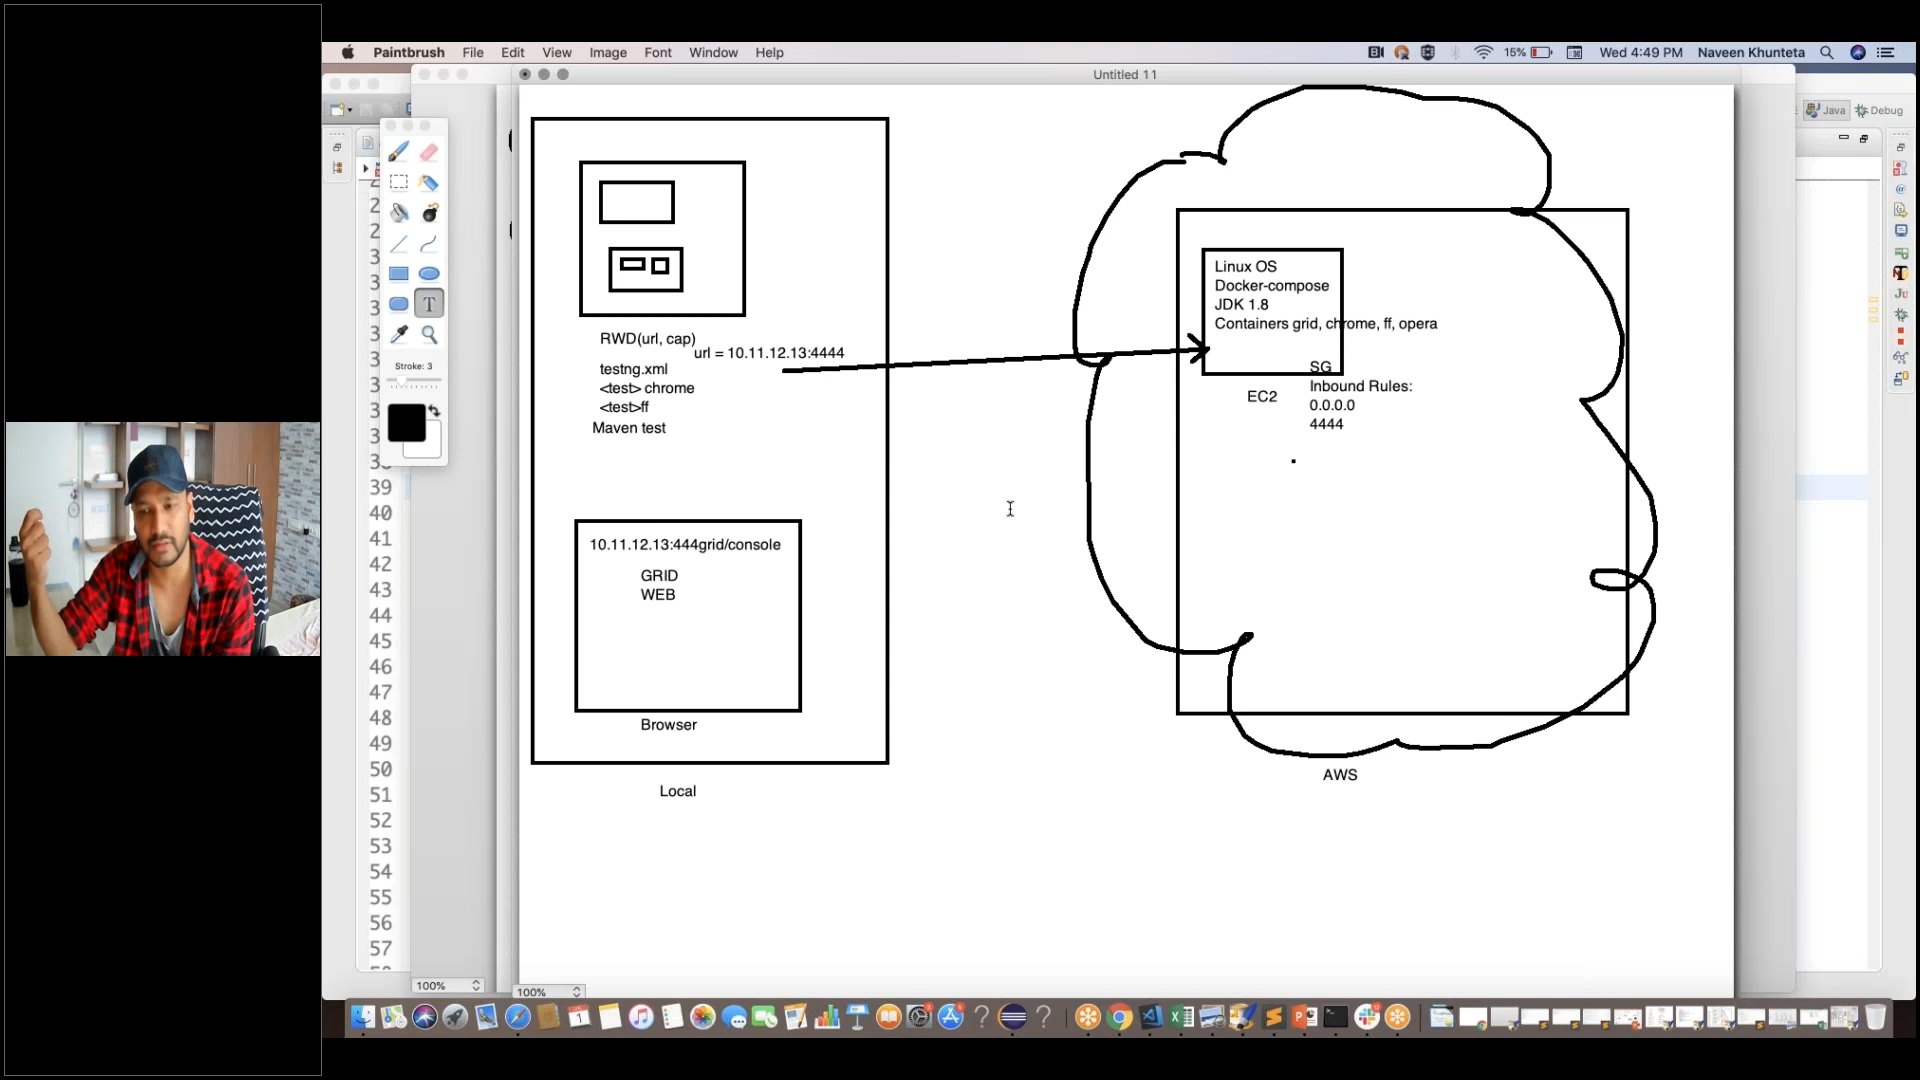 Paintbrush File Edit View Image Font Window Help
15% Wed 4:49 PM Naveen Khunteta
Untitled 11
Java Debug
Stroke: 3
RWD(url, cap)
url = 10.11.12.13:4444
testng.xml
<test> chrome
<test>ff
Maven test
10.11.12.13:444grid/console
GRID
WEB
Browser
Local
Linux OS
Docker-compose
JDK 1.8
Containers grid, chrome, ff, opera
EC2
SG
Inbound Rules:
0.0.0.0
4444
AWS
39
40
41
42
43
44
45
46
47
48
49
50
51
52
53
54
55
56
57
100%
100%